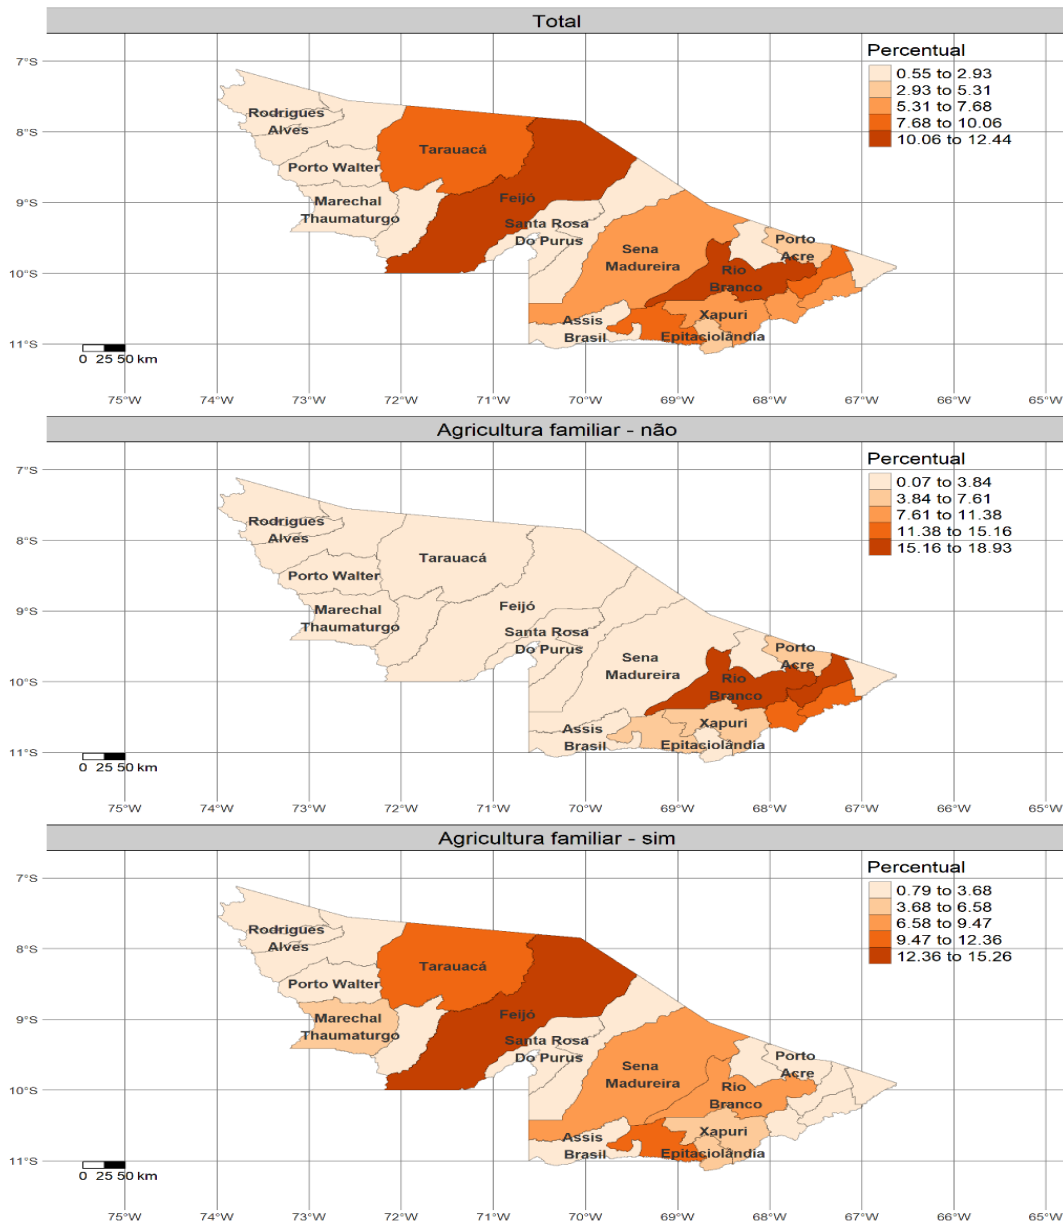 Total
Percentual
0.55 to 2.93
2.93 to 5.31
5.31 to 7.68
7.68 to 10.06
10.06 to 12.44
7°S
8°S
9°S
10°S
11°S
Rodrigues
Alves
Tarauacá
Porto Walter
Marechal
Thaumaturgo
Feijó
Santa Rosa
Do Purus
Sena
Madureira
Porto
Acre
Rio
Branco
Xapuri
Assis
Brasil
Epitaciolândia
0 25 50 km
75°W 74°W 73°W 72°W 71°W 70°W 69°W 68°W 67°W 66°W 65°W
Agricultura familiar - não
Percentual
0.07 to 3.84
3.84 to 7.61
7.61 to 11.38
11.38 to 15.16
15.16 to 18.93
7°S
8°S
9°S
10°S
11°S
Rodrigues
Alves
Tarauacá
Porto Walter
Marechal
Thaumaturgo
Feijó
Santa Rosa
Do Purus
Sena
Madureira
Porto
Acre
Rio
Branco
Xapuri
Assis
Brasil
Epitaciolândia
0 25 50 km
75°W 74°W 73°W 72°W 71°W 70°W 69°W 68°W 67°W 66°W 65°W
Agricultura familiar - sim
Percentual
0.79 to 3.68
3.68 to 6.58
6.58 to 9.47
9.47 to 12.36
12.36 to 15.26
7°S
8°S
9°S
10°S
11°S
Rodrigues
Alves
Tarauacá
Porto Walter
Marechal
Thaumaturgo
Feijó
Santa Rosa
Do Purus
Sena
Madureira
Porto
Acre
Rio
Branco
Xapuri
Assis
Brasil
Epitaciolândia
0 25 50 km
75°W 74°W 73°W 72°W 71°W 70°W 69°W 68°W 67°W 66°W 65°W